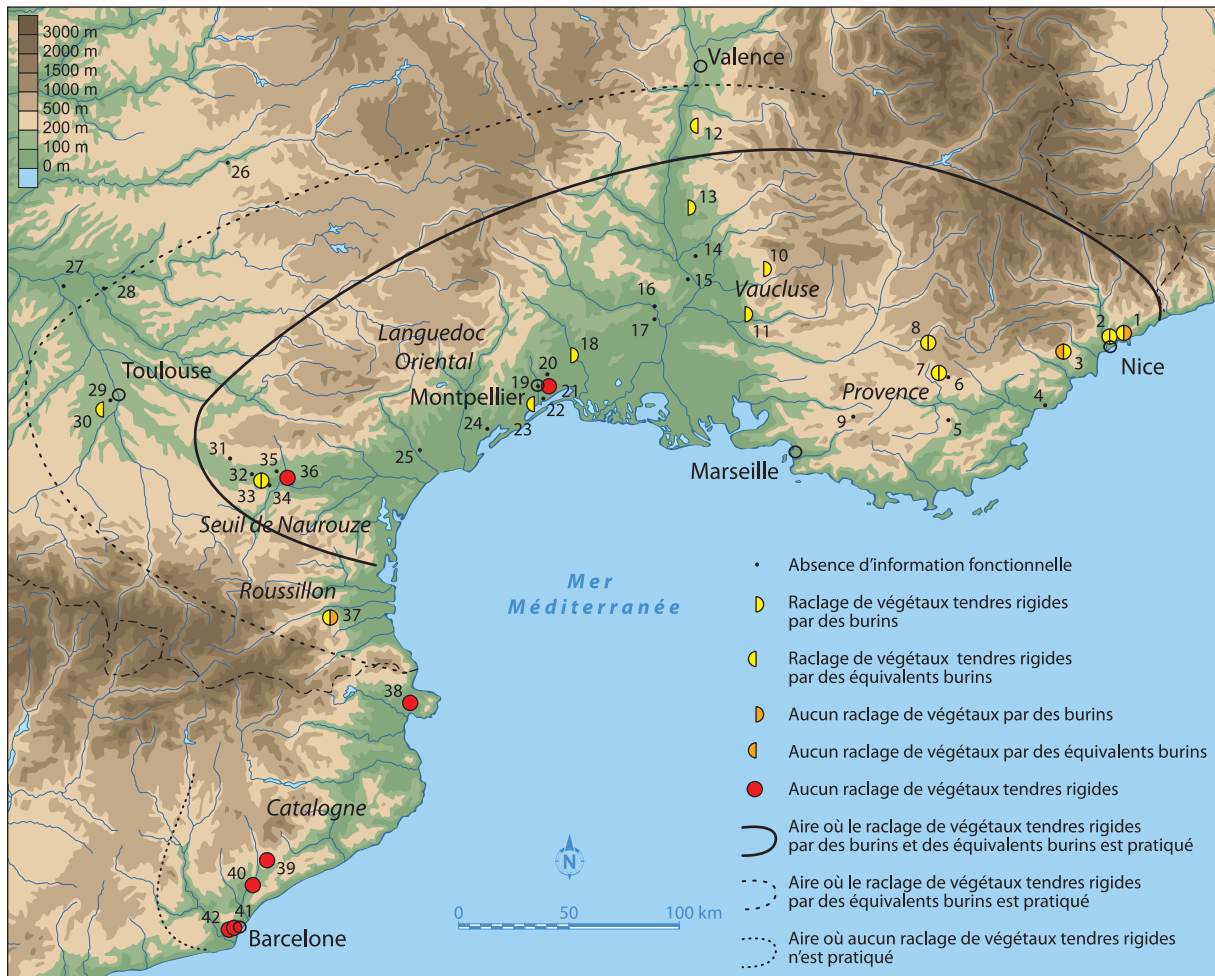 3000 m
2000 m
1500 m
1000 m
500 m
200 m
100 m
0 m
Valence
12
26
13
14
10
27
28
15
Vaucluse
16
17
11
Languedoc
Oriental
18
8
2
1
Nice
3
Toulouse
29
30
20
19
21
Montpellier
22
7
6
Provence
4
9
5
24
23
25
Marseille
31
35
36
32
33
34
Seuil de Naurouze
Roussillon
37
Mer
Méditerranée
38
Catalogne
39
40
41
42
Barcelone
N
0
50
100 km
Absence d'information fonctionnelle
Raclage de végétaux tendres rigides
par des burins
Raclage de végétaux tendres rigides
par des équivalents burins
Aucun raclage de végétaux par des burins
Aucun raclage de végétaux par des équivalents burins
Aucun raclage de végétaux tendres rigides
Aire où le raclage de végétaux tendres rigides
par des burins et des équivalents burins est pratiqué
Aire où le raclage de végétaux tendres rigides
par des équivalents burins est pratiqué
Aire où aucun raclage de végétaux tendres rigides
n'est pratiqué